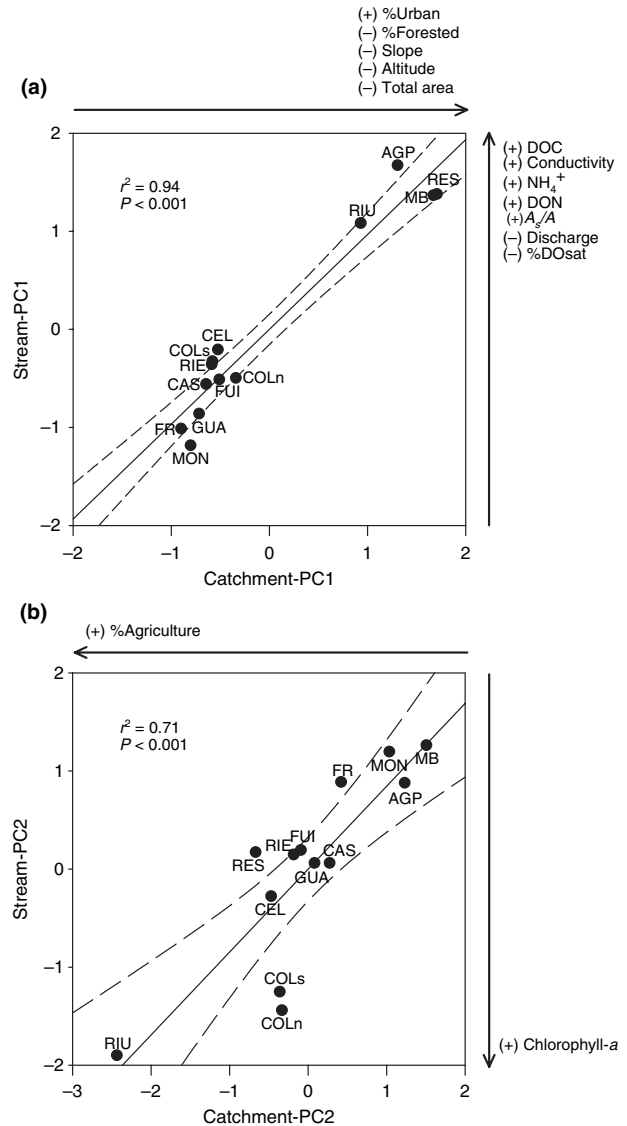 (+) %Urban
(–) %Forested
(–) Slope
(–) Altitude
(–) Total area
(a)
2
1
0
−1
−2
−2
−1
0
1
2
Stream-PC1
Catchment-PC1
r² = 0.94
P < 0.001
AGP
RES
MB
RIU
CEL
COLs
RIE
CAS
FUI
COLn
GUA
FR
MON
(+) DOC
(+) Conductivity
(+) NH₄⁺
(+) DON
(+) Aₛ/A
(–) Discharge
(–) %DOsat
(b)
(+) %Agriculture
2
1
0
−1
−2
−3
−2
−1
0
1
2
Stream-PC2
Catchment-PC2
r² = 0.71
P < 0.001
MON
MB
FR
AGP
FUI
RIE
CAS
RES
GUA
CEL
COLs
COLn
RIU
(+) Chlorophyll-a